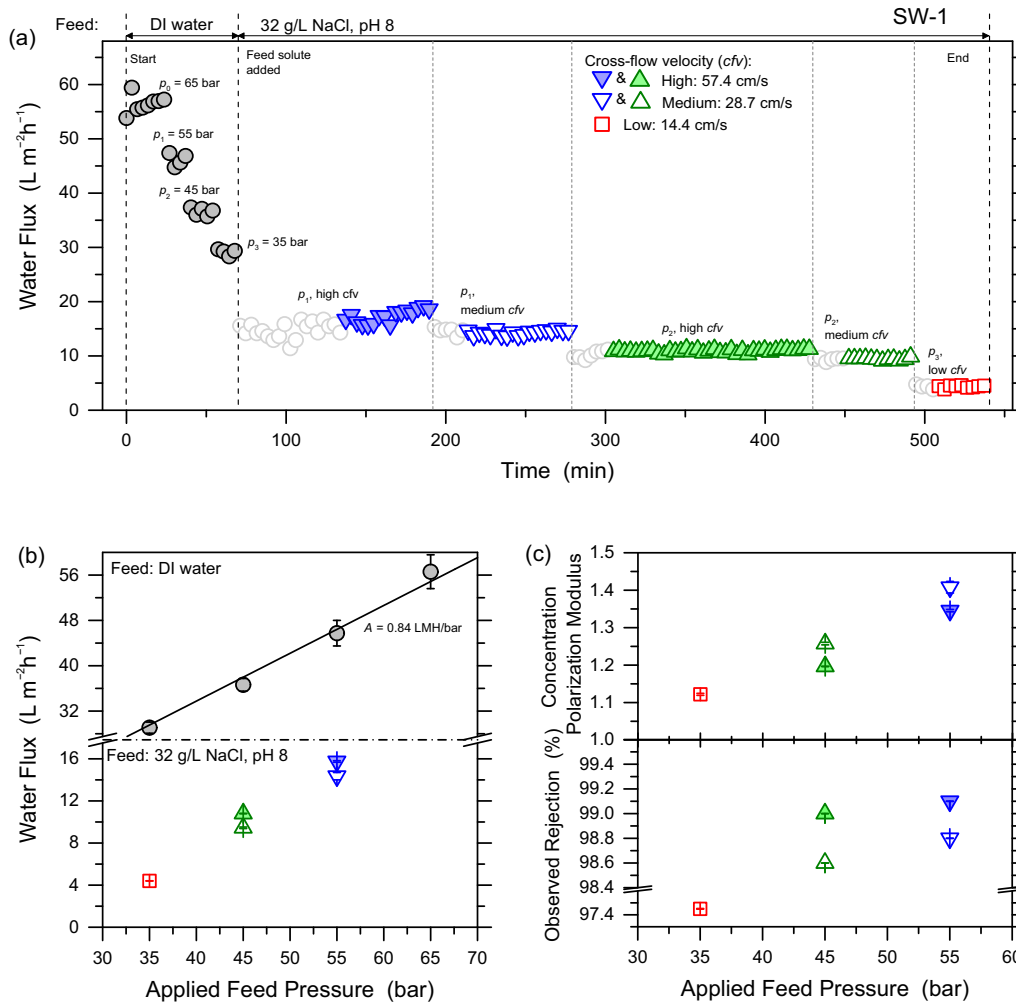 Feed: DI water 32 g/L NaCl, pH 8 SW-1
(a)
Start Feed solute added End
Cross-flow velocity (cfv):
& High: 57.4 cm/s
& Medium: 28.7 cm/s
Low: 14.4 cm/s
p₀ = 65 bar
p₁ = 55 bar
p₂ = 45 bar
p₃ = 35 bar
p₁, high cfv
p₁,
medium cfv
p₂, high cfv
p₂,
medium cfv
p₃,
low cfv
Water Flux (L m⁻²h⁻¹)
60
50
40
30
20
10
0
0 100 200 300 400 500
Time (min)
(b)
Feed: DI water
A = 0.84 LMH/bar
Feed: 32 g/L NaCl, pH 8
Water Flux (L m⁻²h⁻¹)
56
48
40
32
16
12
8
4
0
30 35 40 45 50 55 60 65 70
Applied Feed Pressure (bar)
(c)
Concentration
Polarization Modulus
1.5
1.4
1.3
1.2
1.1
1.0
Observed Rejection (%)
99.4
99.2
99.0
98.8
98.6
98.4
97.4
30 35 40 45 50 55 60
Applied Feed Pressure (bar)